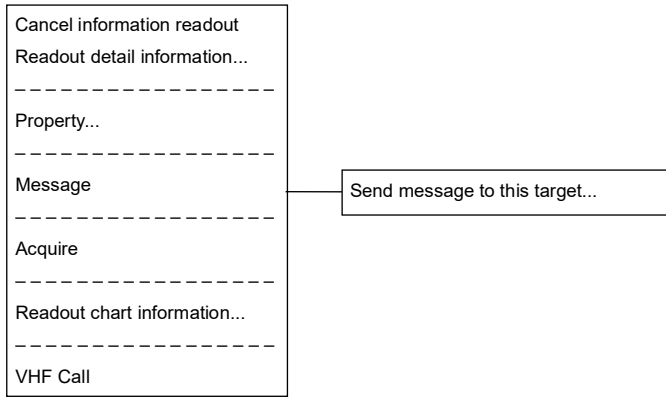 Cancel information readout
Readout detail information...
Property...
Message
Send message to this target...
Acquire
Readout chart information...
VHF Call